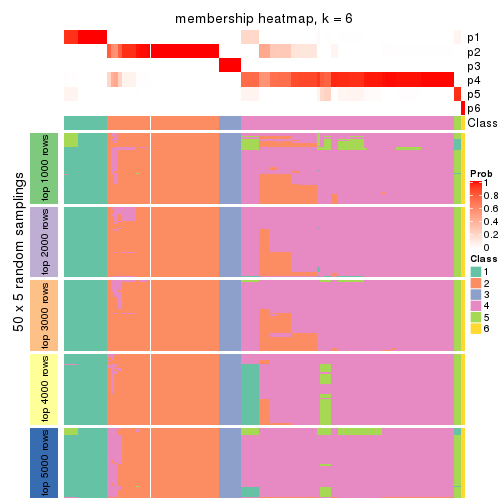 membership heatmap, k = 6
p1
p2
p3
p4
p5
p6
Class
50 x 5 random samplings
top 1000 rows
top 2000 rows
top 3000 rows
top 4000 rows
top 5000 rows
Prob
1
0.8
0.6
0.4
0.2
0
Class
1
2
3
4
5
6